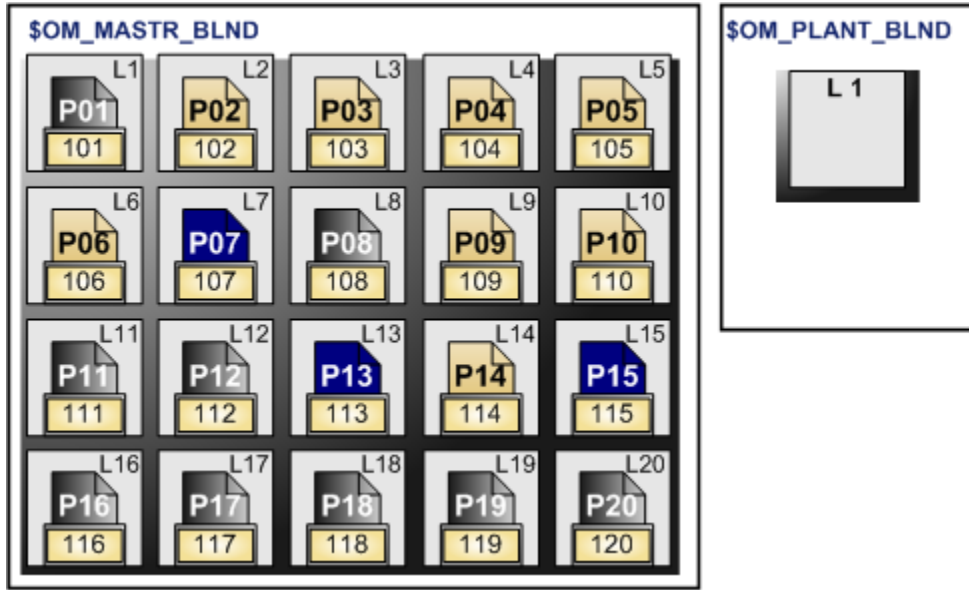 $OM_MASTR_BLND
$OM_PLANT_BLND
L1 L2 L3 L4 L5
P01 P02 P03 P04 P05
101 102 103 104 105
L6 L7 L8 L9 L10
P06 P07 P08 P09 P10
106 107 108 109 110
L11 L12 L13 L14 L15
P11 P12 P13 P14 P15
111 112 113 114 115
L16 L17 L18 L19 L20
P16 P17 P18 P19 P20
116 117 118 119 120
L 1